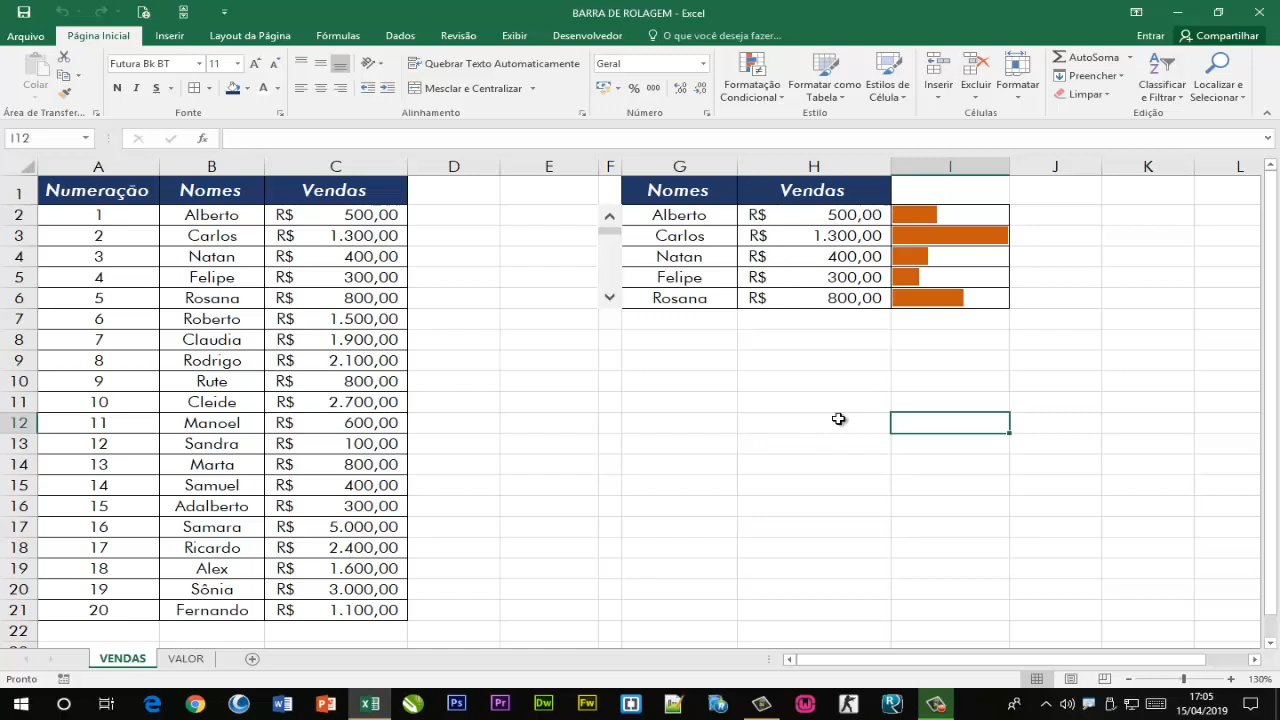 BARRA DE ROLAGEM - Excel
Arquivo Página Inicial Inserir Layout da Página Fórmulas Dados Revisão Exibir Desenvolvedor O que você deseja fazer... Entrar Compartilhar
Colar
Futura Bk BT 11
N I S
Quebrar Texto Automaticamente
Mesclar e Centralizar
Geral
% 000
Formatação Condicional
Formatar como Tabela
Estilos de Célula
Inserir Excluir Formatar
AutoSoma
Preencher
Limpar
Classificar e Filtrar
Localizar e Selecionar
Área de Transfer... Fonte Alinhamento Número Estilos Células Edição
I12 fx
A B C D E F G H I J K L
1 Numeração Nomes Vendas Nomes Vendas
2 1 Alberto R$ 500,00 Alberto R$ 500,00
3 2 Carlos R$ 1.300,00 Carlos R$ 1.300,00
4 3 Natan R$ 400,00 Natan R$ 400,00
5 4 Felipe R$ 300,00 Felipe R$ 300,00
6 5 Rosana R$ 800,00 Rosana R$ 800,00
7 6 Roberto R$ 1.500,00
8 7 Claudia R$ 1.900,00
9 8 Rodrigo R$ 2.100,00
10 9 Rute R$ 800,00
11 10 Cleide R$ 2.700,00
12 11 Manoel R$ 600,00
13 12 Sandra R$ 100,00
14 13 Marta R$ 800,00
15 14 Samuel R$ 400,00
16 15 Adalberto R$ 300,00
17 16 Samara R$ 5.000,00
18 17 Ricardo R$ 2.400,00
19 18 Alex R$ 1.600,00
20 19 Sônia R$ 3.000,00
21 20 Fernando R$ 1.100,00
22
VENDAS VALOR
Pronto 130%
17:05
15/04/2019